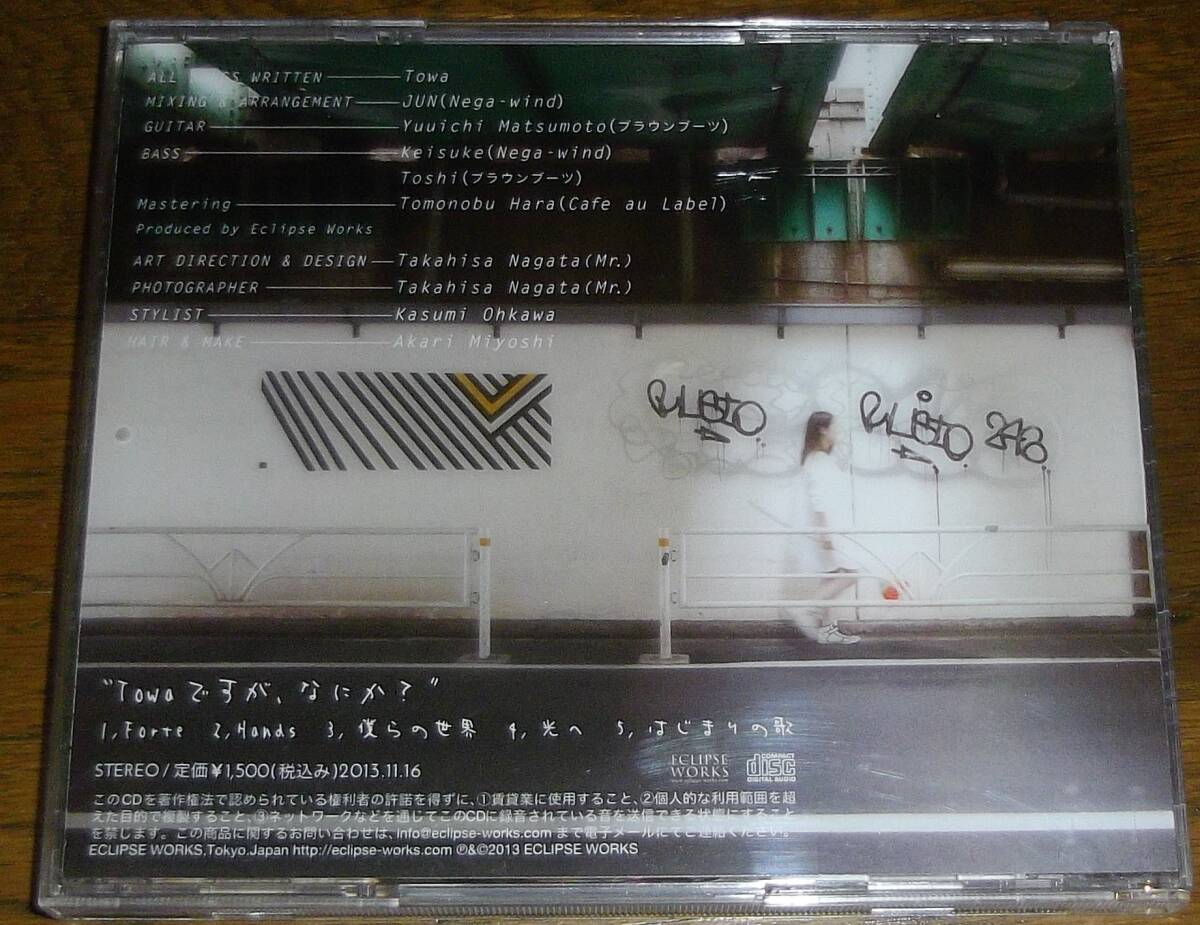 ALL WRITTEN Towa
MIXING & ARRANGEMENT JUN(Nega-wind)
GUITAR Yuuichi Matsumoto(ブラウンブーツ)
BASS Keisuke(Nega-wind)
Toshi(ブラウンブーツ)
Mastering Tomonobu Hara(Cafe au Label)
Produced by Eclipse Works
ART DIRECTION & DESIGN Takahisa Nagata(Mr.)
PHOTOGRAPHER Takahisa Nagata(Mr.)
STYLIST Kasumi Ohkawa
HAIR & MAKE Akari Miyoshi
248
"Towaですが、なにか？"
1, Forte 2, Hands 3, 僕らの世界 4, 光へ 5, はじまりの歌
STEREO / 定価¥1,500(税込み)2013.11.16
ECLIPSE
WORKS
COMPACT
disc
DIGITAL AUDIO
このCDを著作権法で認められている権利者の許諾を得ずに、①賃貸業に使用すること、②個人的な利用範囲を超
えた目的で複製すること、③ネットワークなどを通じてこのCDに録音されている音を送信できる状態にすること
を禁じます。この商品に関するお問い合わせは、info@eclipse-works.com まで電子メールにてご連絡ください。
ECLIPSE WORKS,Tokyo.Japan http://eclipse-works.com ℗&©2013 ECLIPSE WORKS